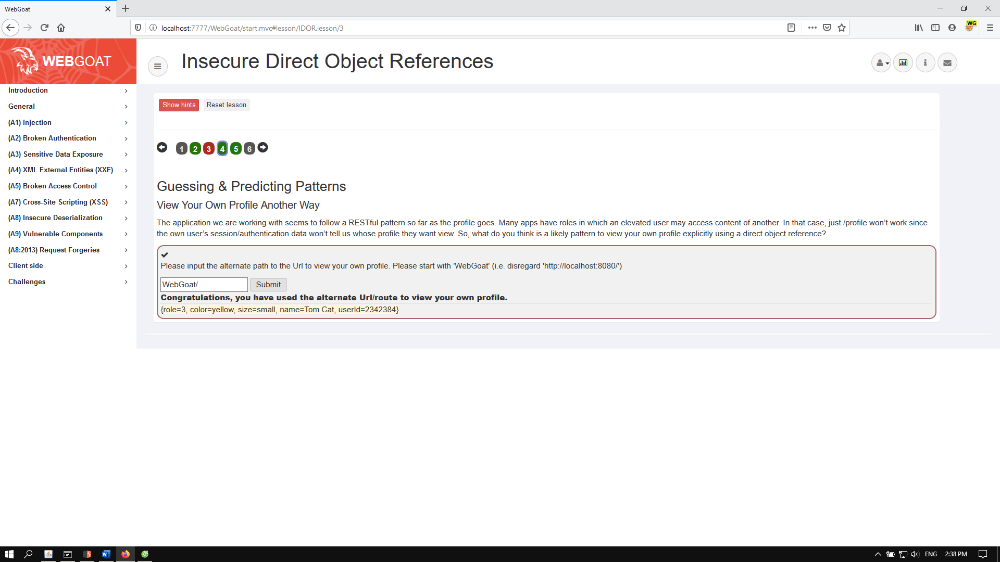 WebGoat
localhost:7777/WebGoat/start.mvc#lesson/IDOR.lesson/3
WG
WEBGOAT
Insecure Direct Object References
Introduction
General
(A1) Injection
(A2) Broken Authentication
(A3) Sensitive Data Exposure
(A4) XML External Entities (XXE)
(A5) Broken Access Control
(A7) Cross-Site Scripting (XSS)
(A8) Insecure Deserialization
(A9) Vulnerable Components
(A8:2013) Request Forgeries
Client side
Challenges
Show hints Reset lesson
1 2 3 4 5 6
Guessing & Predicting Patterns
View Your Own Profile Another Way
The application we are working with seems to follow a RESTful pattern so far as the profile goes. Many apps have roles in which an elevated user may access content of another. In that case, just /profile won’t work since
the own user’s session/authentication data won’t tell us whose profile they want view. So, what do you think is a likely pattern to view your own profile explicitly using a direct object reference?
Please input the alternate path to the Url to view your own profile. Please start with 'WebGoat' (i.e. disregard 'http://localhost:8080/')
WebGoat/ Submit
Congratulations, you have used the alternate Url/route to view your own profile.
{role=3, color=yellow, size=small, name=Tom Cat, userId=2342384}
ENG 2:38 PM